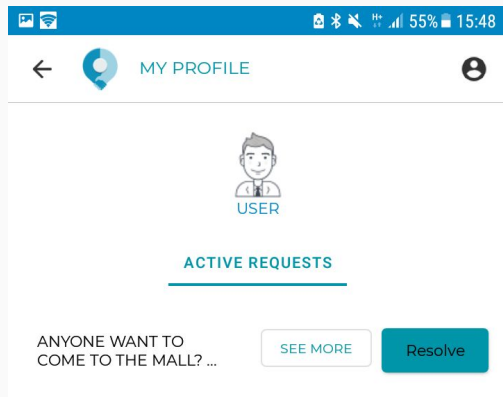 H+ 55% 15:48
MY PROFILE
USER
ACTIVE REQUESTS
ANYONE WANT TO
COME TO THE MALL? ...
SEE MORE
Resolve